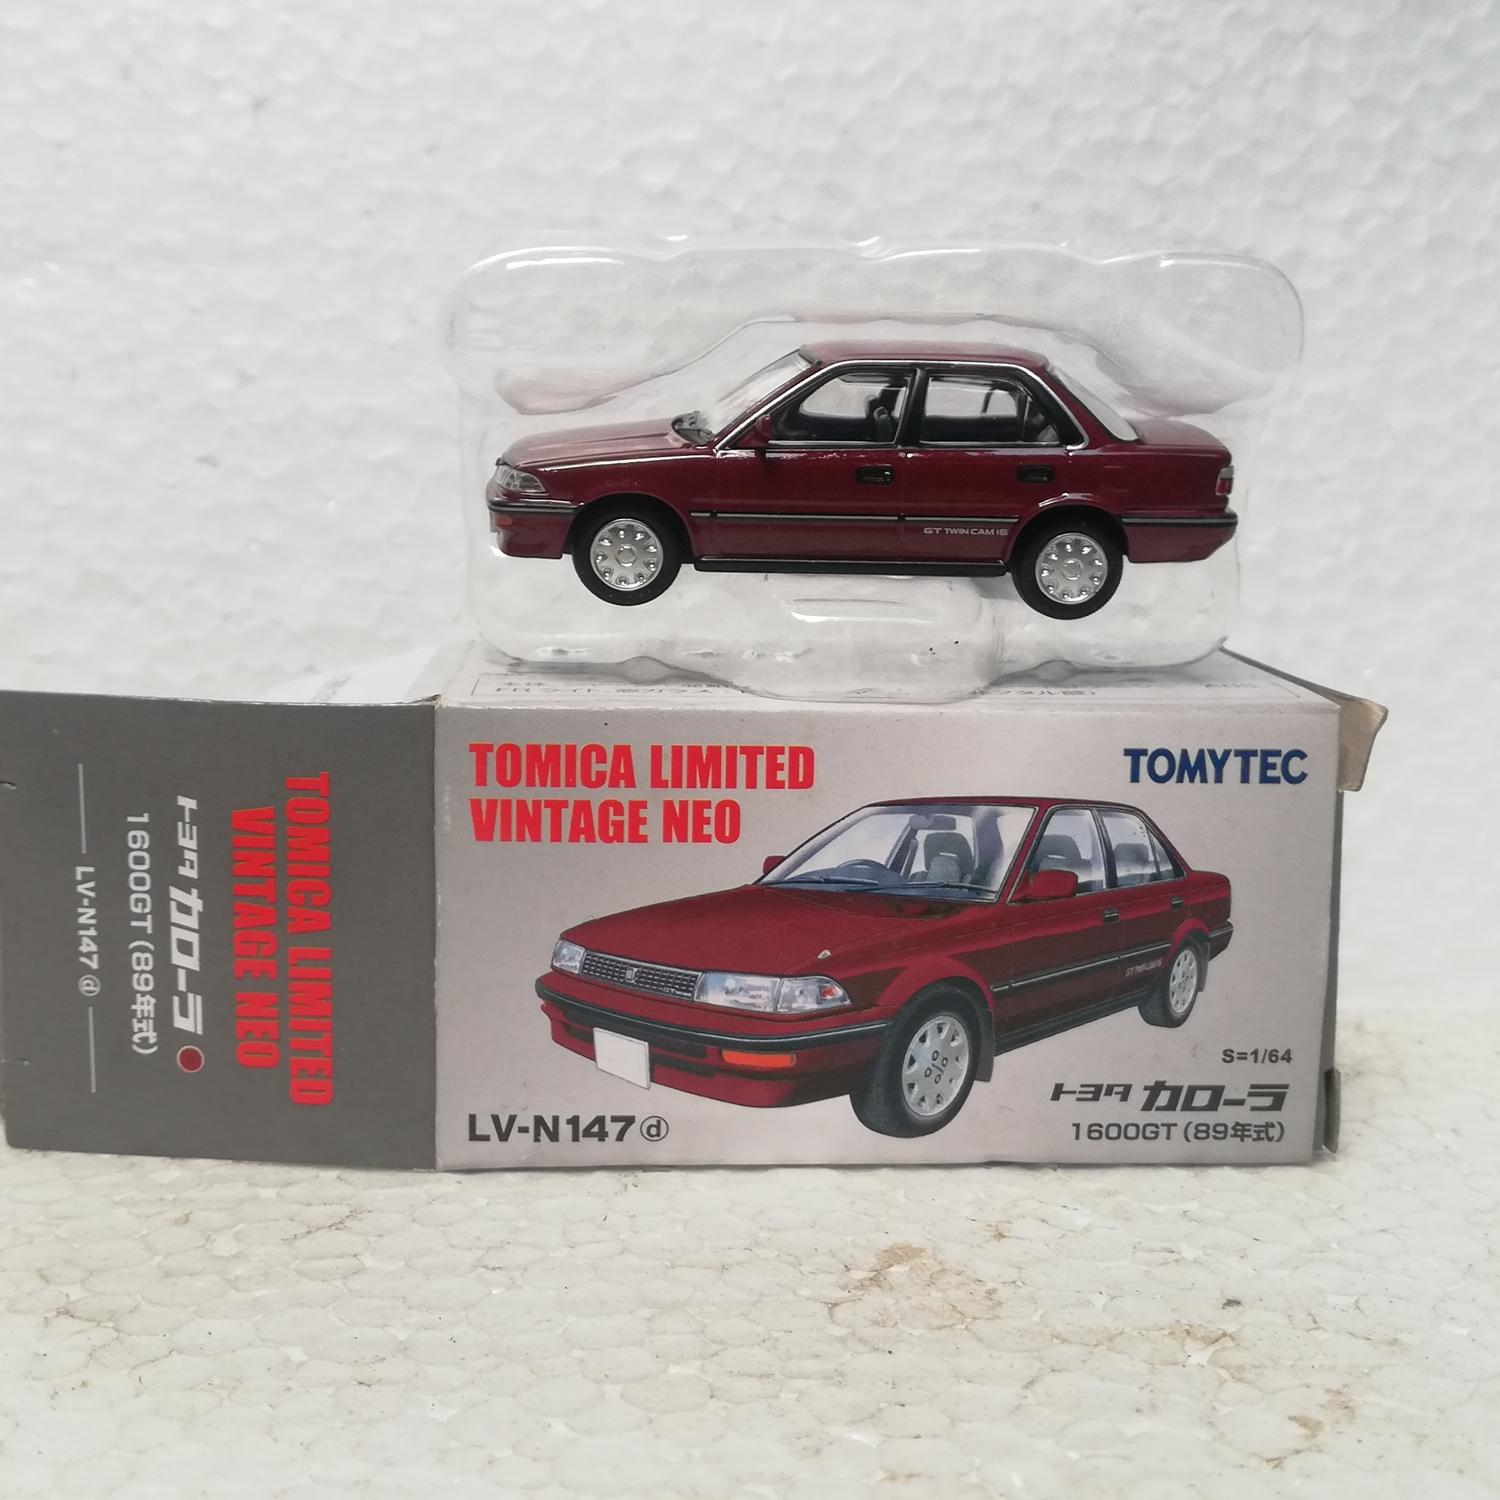 GT TWIN CAM 16
TOMICA LIMITED
VINTAGE NEO
TOMYTEC
GT
S=1/64
トヨタ カローラ
1600GT (89年式)
LV-N147ⓓ
TOMICA LIMITED
VINTAGE NEO
トヨタ カローラ
1600GT (89年式)
LV-N147ⓓ